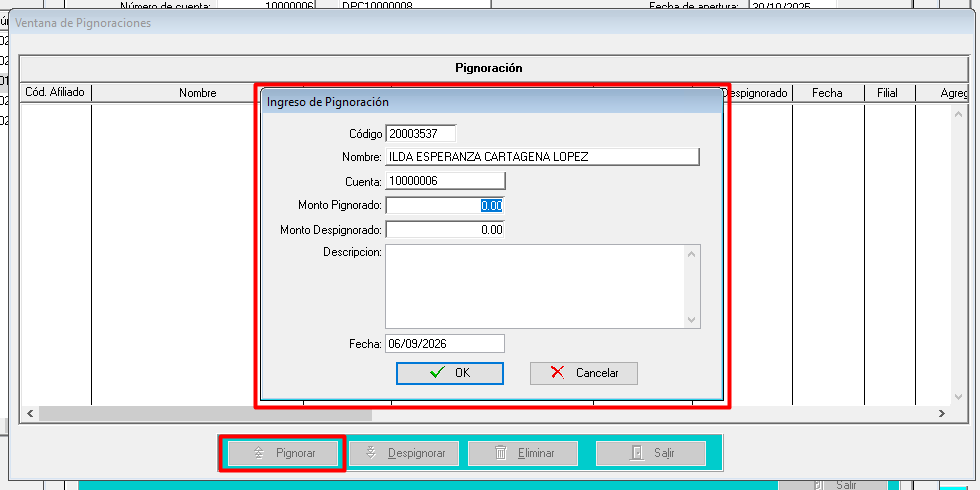 Número de cuenta: 10000006 DPC10000008 Fecha de apertura: 30/10/2025
Ventana de Pignoraciones
Pignoración
Cód. Afiliado Nombre Despignorado Fecha Filial Agreg
Ingreso de Pignoración
Código 20003537
Nombre: ILDA ESPERANZA CARTAGENA LOPEZ
Cuenta: 10000006
Monto Pignorado: 0.00
Monto Despignorado: 0.00
Descripcion:
Fecha: 06/09/2026
OK Cancelar
Pignorar Despignorar Eliminar Salir
Salir